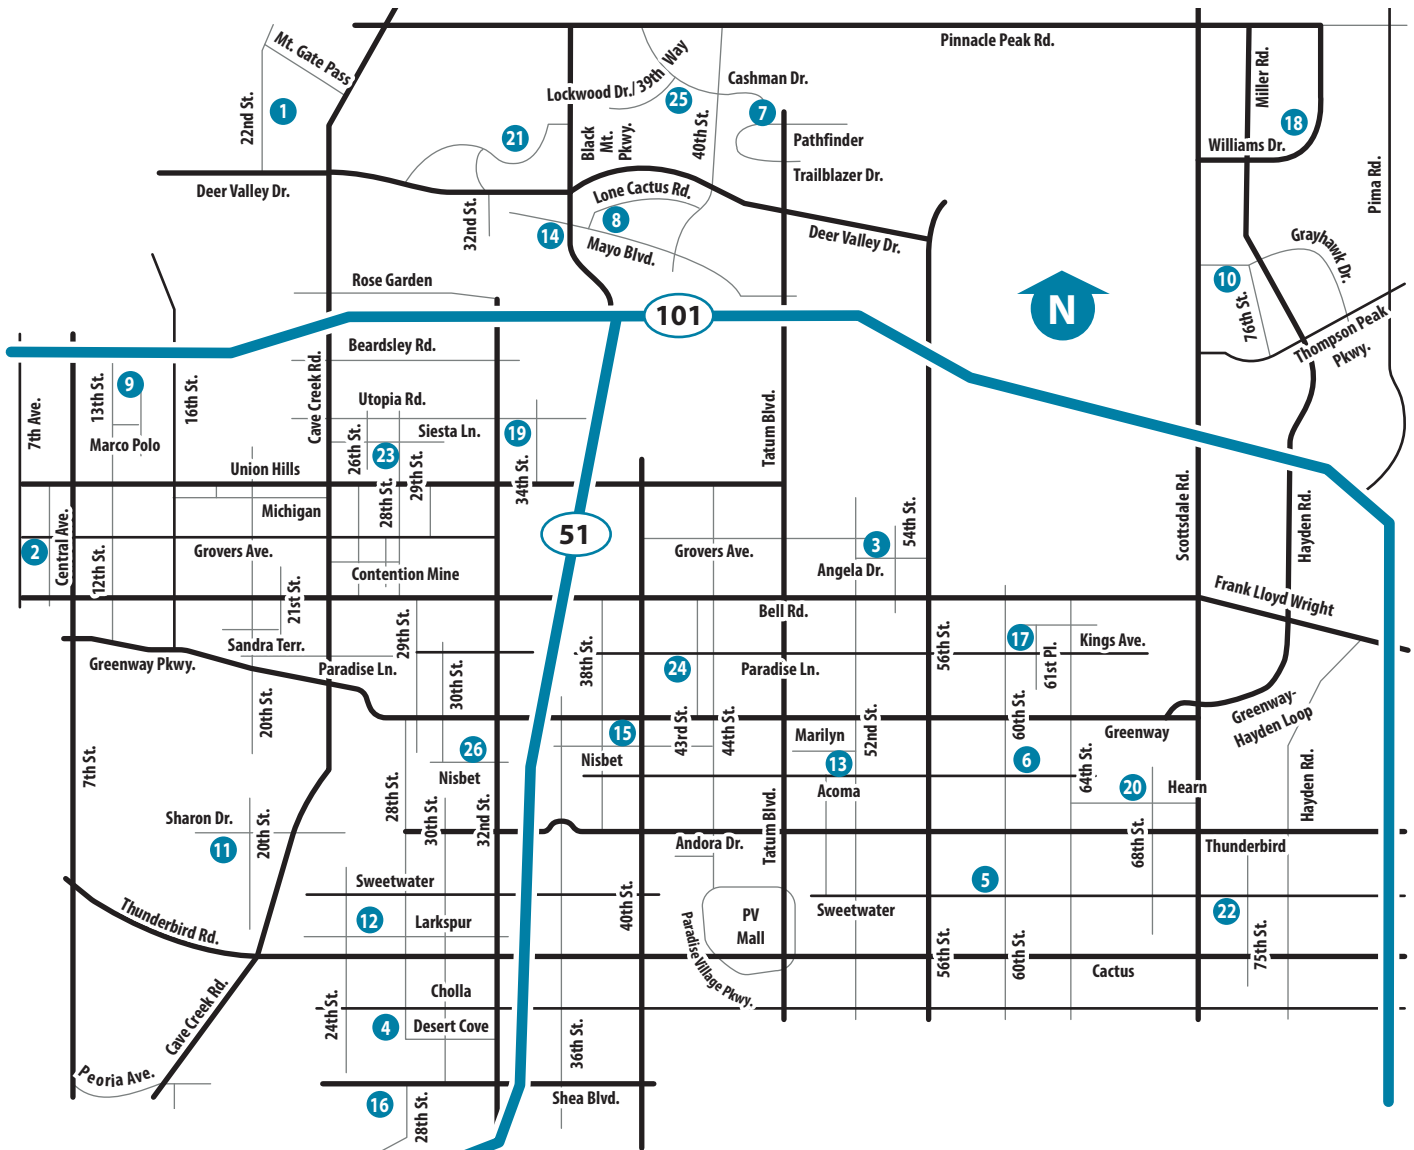 Pinnacle Peak Rd.
Mt. Gate Pass
Lockwood Dr./ 39th Way
Cashman Dr.
Miller Rd.
22nd St.
1
25
7
18
21
Black
Mt.
Pkwy.
40th St.
Pathfinder
Williams Dr.
Trailblazer Dr.
Deer Valley Dr.
Lone Cactus Rd.
Pima Rd.
32nd St.
8
14
Mayo Blvd.
Deer Valley Dr.
Grayhawk Dr.
10
Rose Garden
N
76th St.
101
Thompson Peak
Pkwy.
Beardsley Rd.
Cave Creek Rd.
9
13th St.
16th St.
7th Ave.
Utopia Rd.
Tatum Blvd.
Marco Polo
Siesta Ln.
19
26th St.
23
29th St.
Union Hills
34th St.
28th St.
Michigan
Scottsdale Rd.
Hayden Rd.
54th St.
51
Central Ave.
2
12th St.
Grovers Ave.
Grovers Ave.
3
Contention Mine
Angela Dr.
21st St.
Frank Lloyd Wright
Bell Rd.
29th St.
Sandra Terr.
Greenway Pkwy.
Paradise Ln.
38th St.
24
Paradise Ln.
56th St.
17
61st Pl.
Kings Ave.
30th St.
20th St.
43rd St.
44th St.
52nd St.
60th St.
Greenway-
Hayden Loop
Greenway
15
Marilyn
7th St.
26
Nisbet
Nisbet
13
6
64th St.
Acoma
20
Hearn
Hayden Rd.
28th St.
30th St.
32nd St.
Sharon Dr.
20th St.
Tatum Blvd.
11
Andora Dr.
68th St.
Thunderbird
Sweetwater
5
40th St.
Thunderbird Rd.
12
Larkspur
PV
Mall
Sweetwater
22
Paradise Village Pkwy.
56th St.
60th St.
75th St.
Cactus
Cholla
Cave Creek Rd.
24th St.
4
Desert Cove
36th St.
Peoria Ave.
16
28th St.
Shea Blvd.